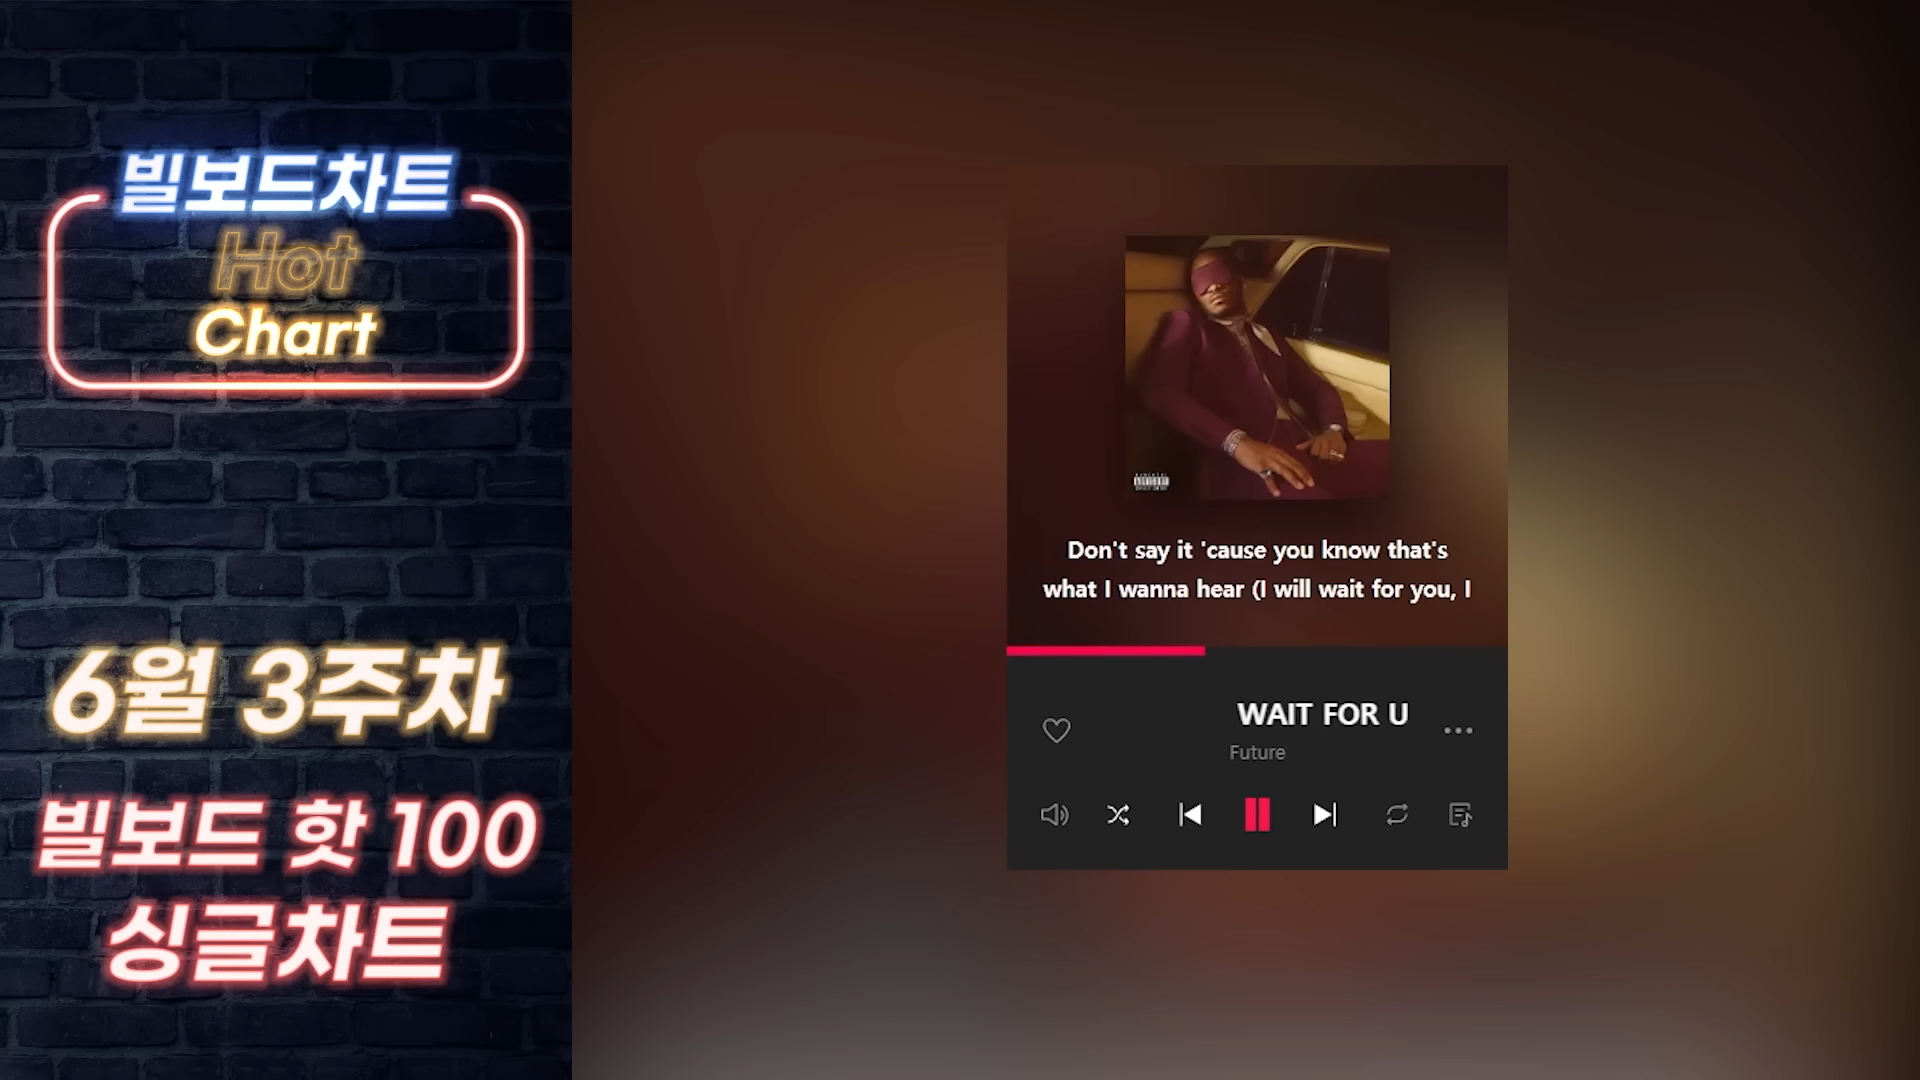 빌보드차트
Hot
Chart
6월 3주차
빌보드 핫 100
싱글차트
Don't say it 'cause you know that's
what I wanna hear (I will wait for you, I
WAIT FOR U
Future